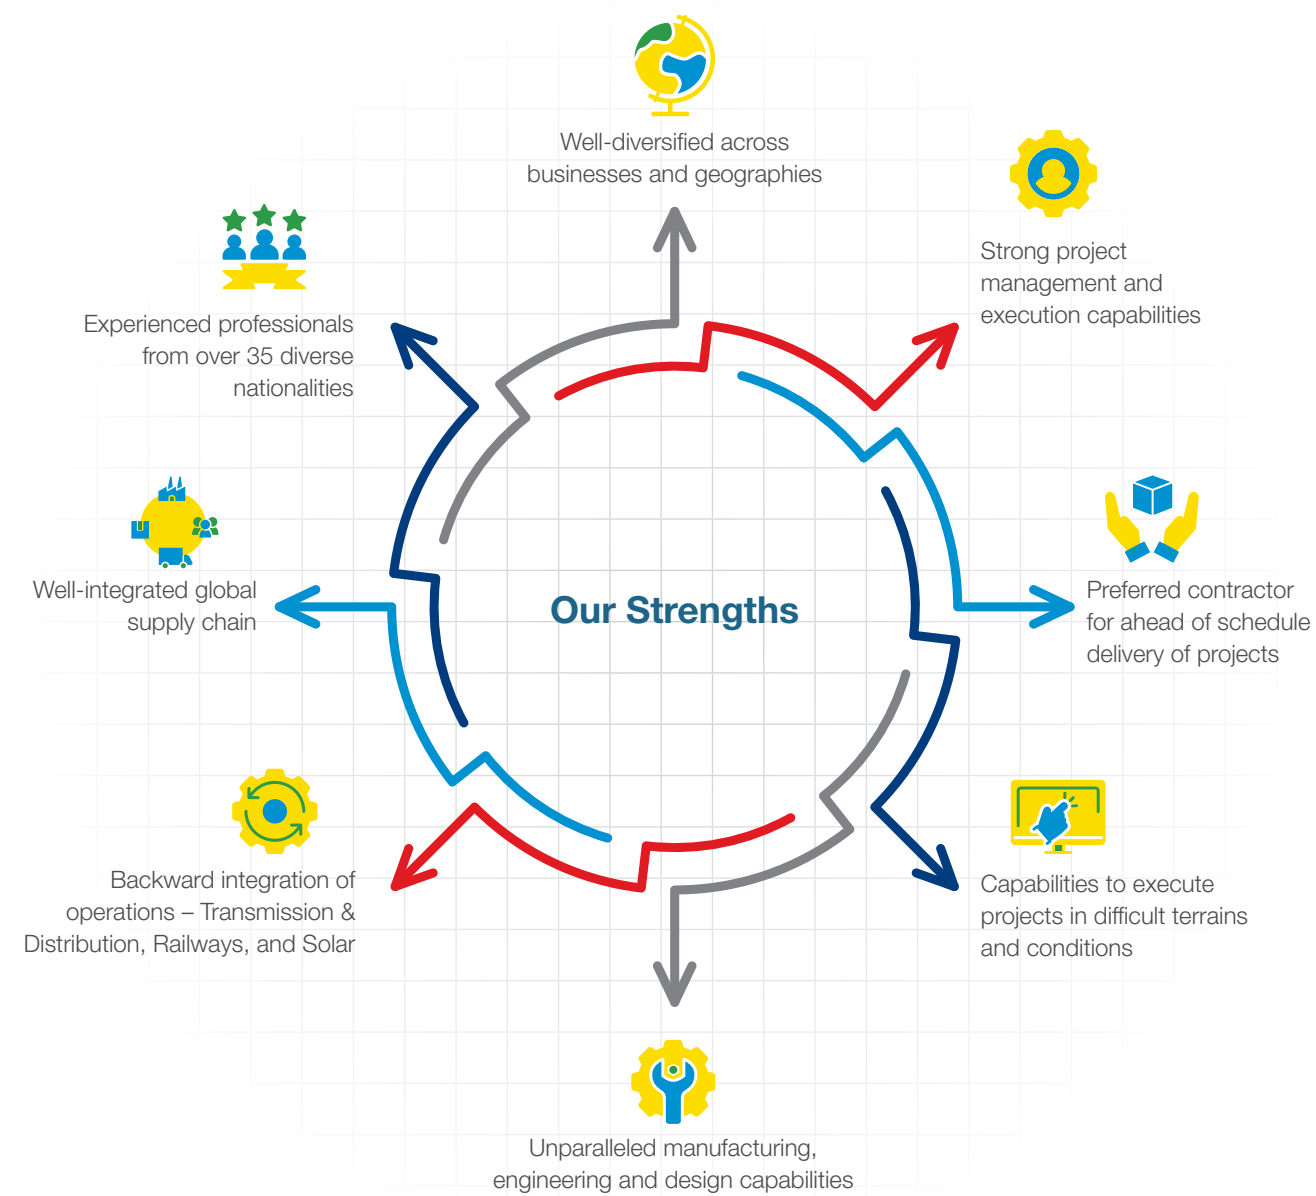 Well-diversified across
businesses and geographies
Strong project
management and
execution capabilities
Experienced professionals
from over 35 diverse
nationalities
Well-integrated global
supply chain
Our Strengths
Preferred contractor
for ahead of schedule
delivery of projects
Backward integration of
operations – Transmission &
Distribution, Railways, and Solar
Capabilities to execute
projects in difficult terrains
and conditions
Unparalleled manufacturing,
engineering and design capabilities